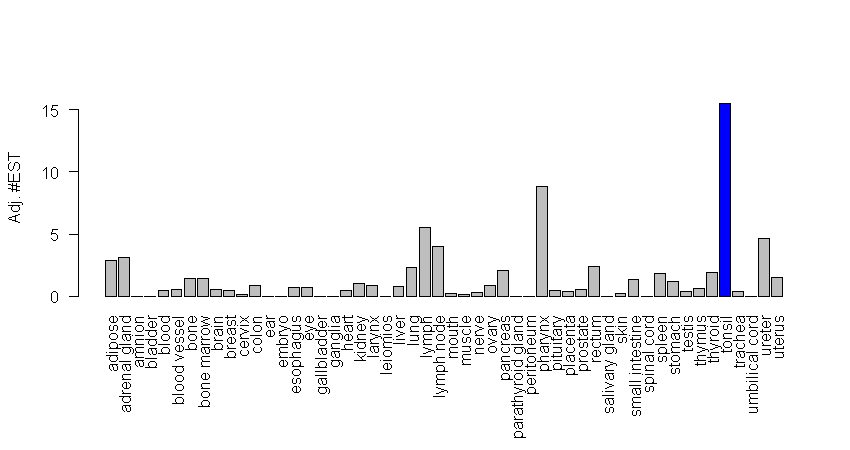 Adj. #EST
15
10
5
0
adipose
adrenal gland
amnion
bladder
blood
blood vessel
bone
bone marrow
brain
breast
cervix
colon
ear
embryo
esophagus
eye
gallbladder
ganglia
heart
kidney
larynx
leiomios
liver
lung
lymph
lymph node
mouth
muscle
nerve
ovary
pancreas
parathyroid gland
peritoneum
pharynx
pituitary
placenta
prostate
rectum
salivary gland
skin
small intestine
spinal cord
spleen
stomach
testis
thymus
thyroid
tonsil
trachea
umbilical cord
ureter
uterus